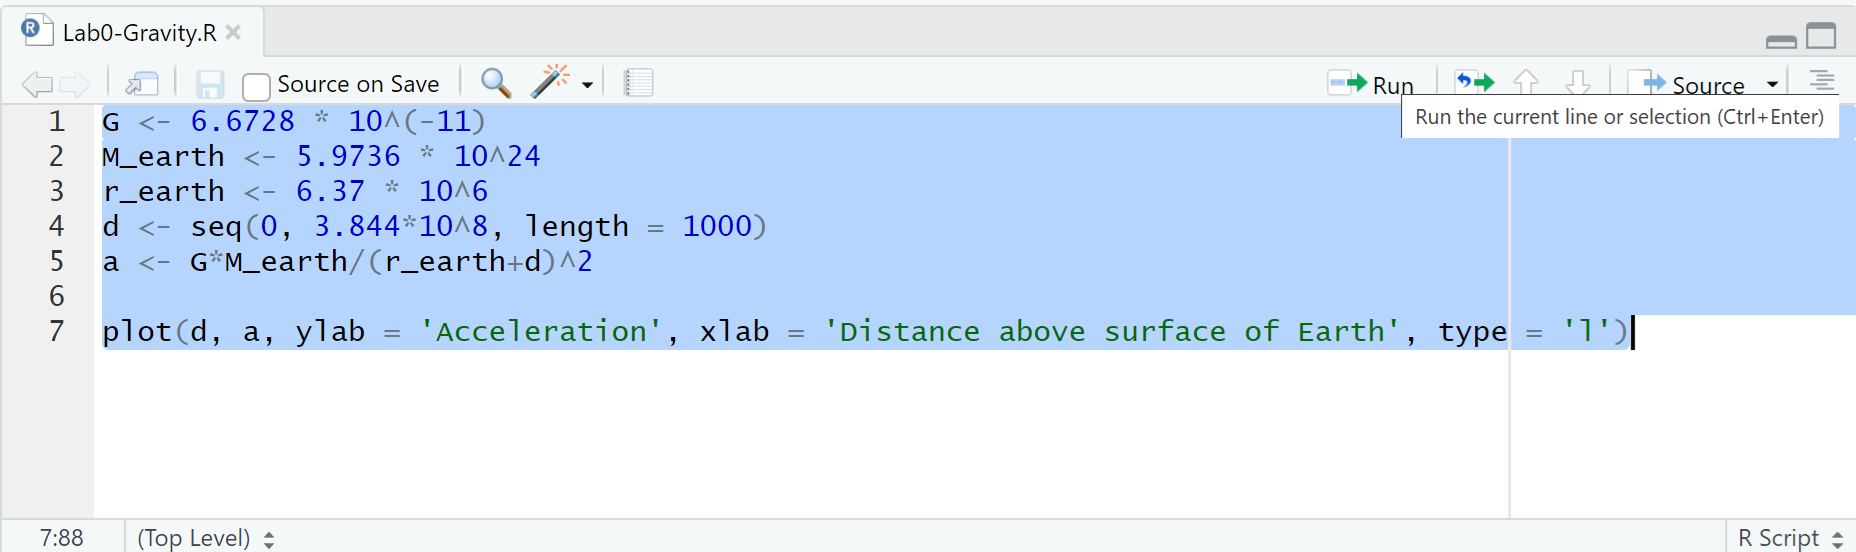 Lab0-Gravity.R
Source on Save
Run
Source
Run the current line or selection (Ctrl+Enter)
1 G <- 6.6728 * 10^(-11)
2 M_earth <- 5.9736 * 10^24
3 r_earth <- 6.37 * 10^6
4 d <- seq(0, 3.844*10^8, length = 1000)
5 a <- G*M_earth/(r_earth+d)^2
6
7 plot(d, a, ylab = 'Acceleration', xlab = 'Distance above surface of Earth', type = 'l')
7:88 (Top Level) R Script